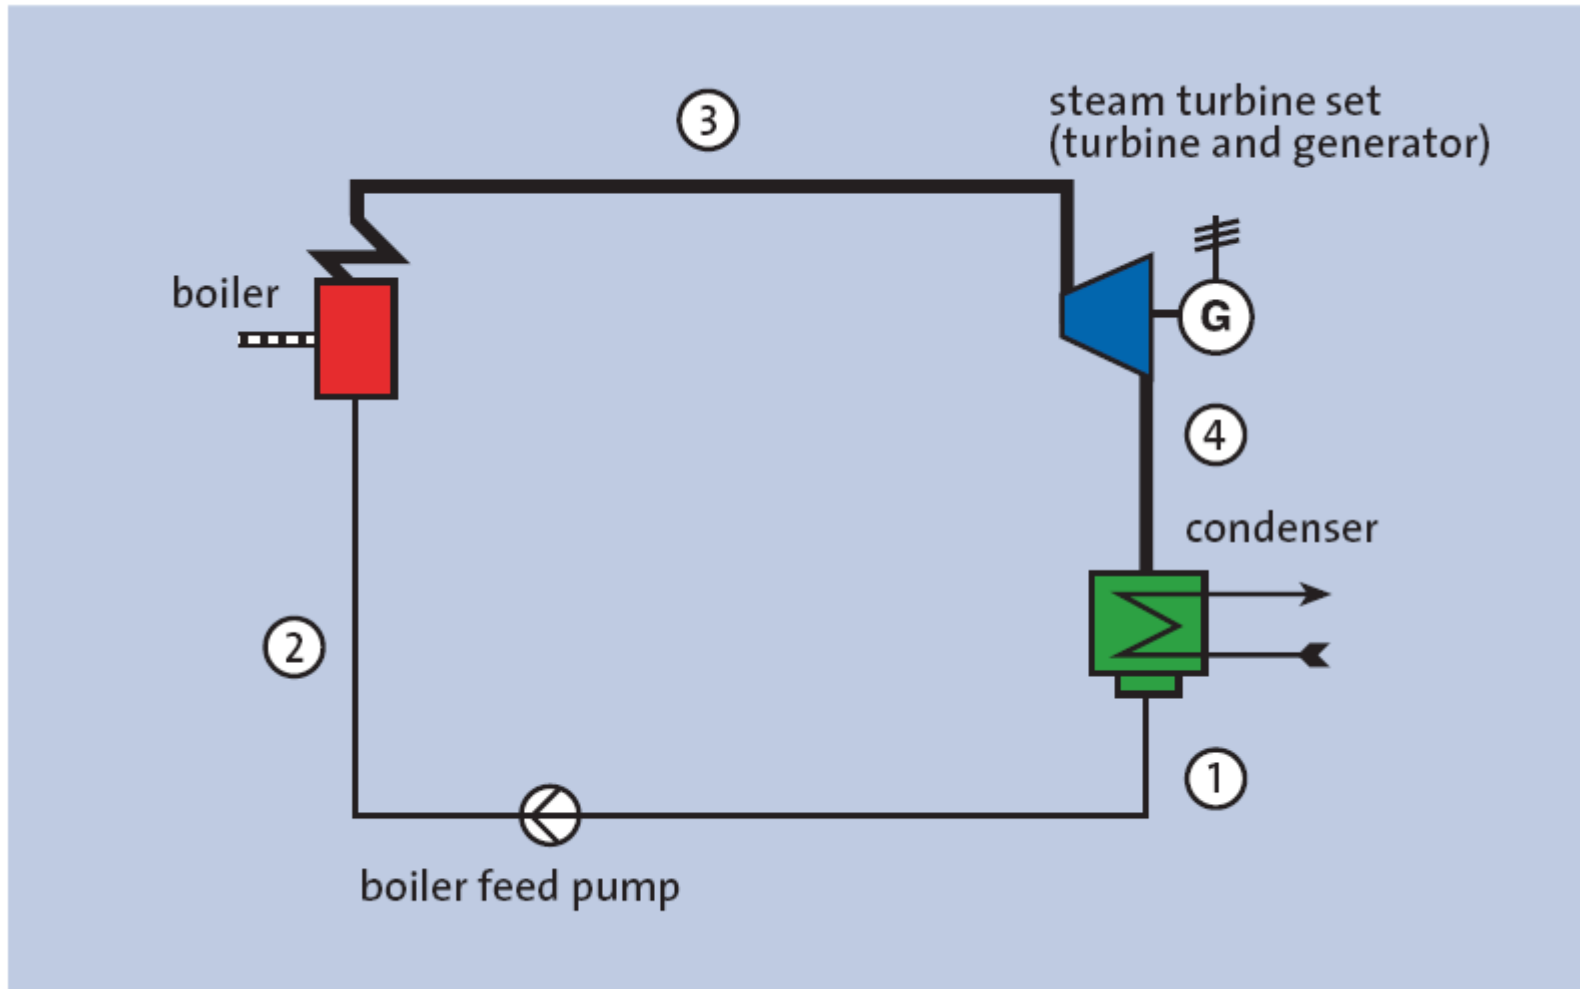 3
steam turbine set
(turbine and generator)
boiler
G
4
condenser
2
1
boiler feed pump